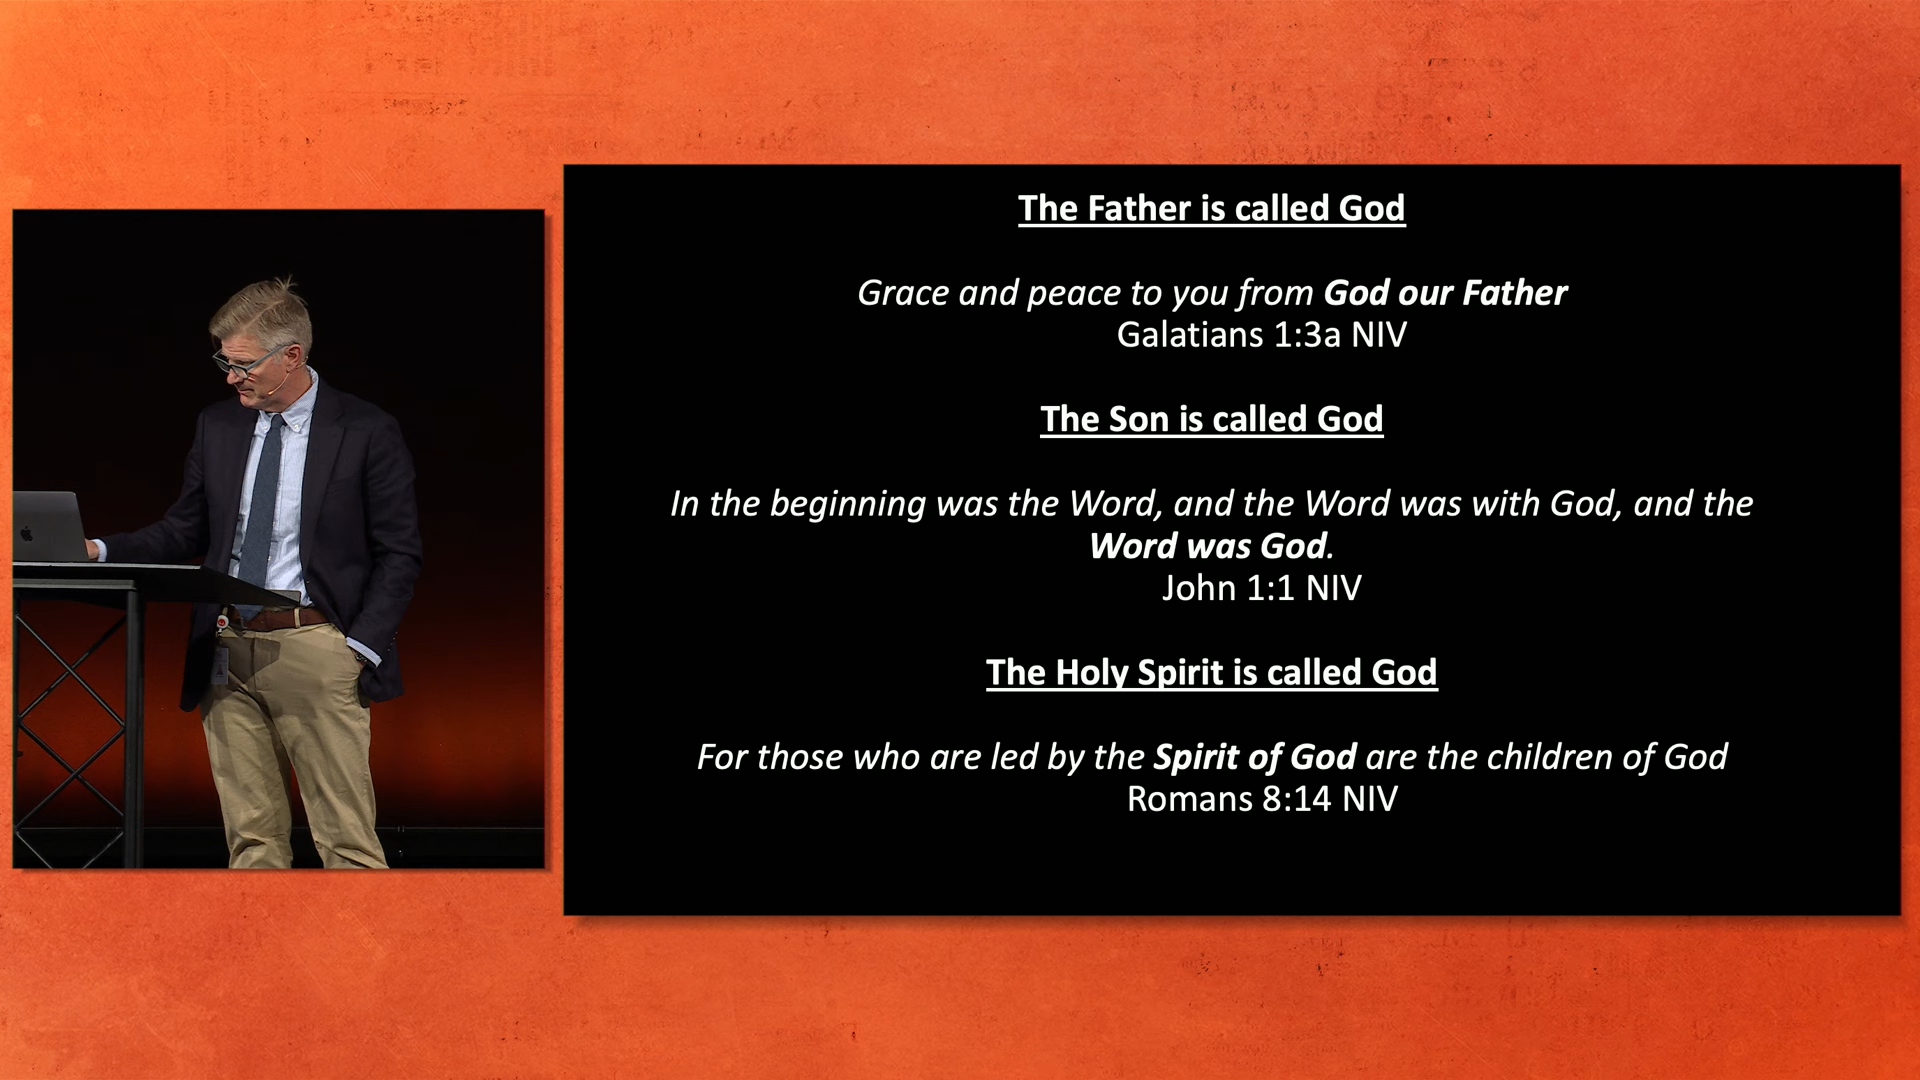 The Father is called God
Grace and peace to you from God our Father
Galatians 1:3a NIV
The Son is called God
In the beginning was the Word, and the Word was with God, and the
Word was God.
John 1:1 NIV
The Holy Spirit is called God
For those who are led by the Spirit of God are the children of God
Romans 8:14 NIV